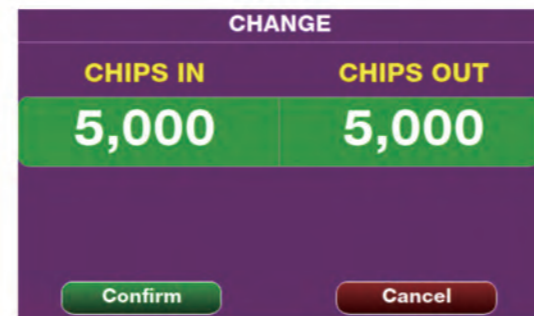 CHANGE
CHIPS IN CHIPS OUT
5,000 5,000
Confirm Cancel